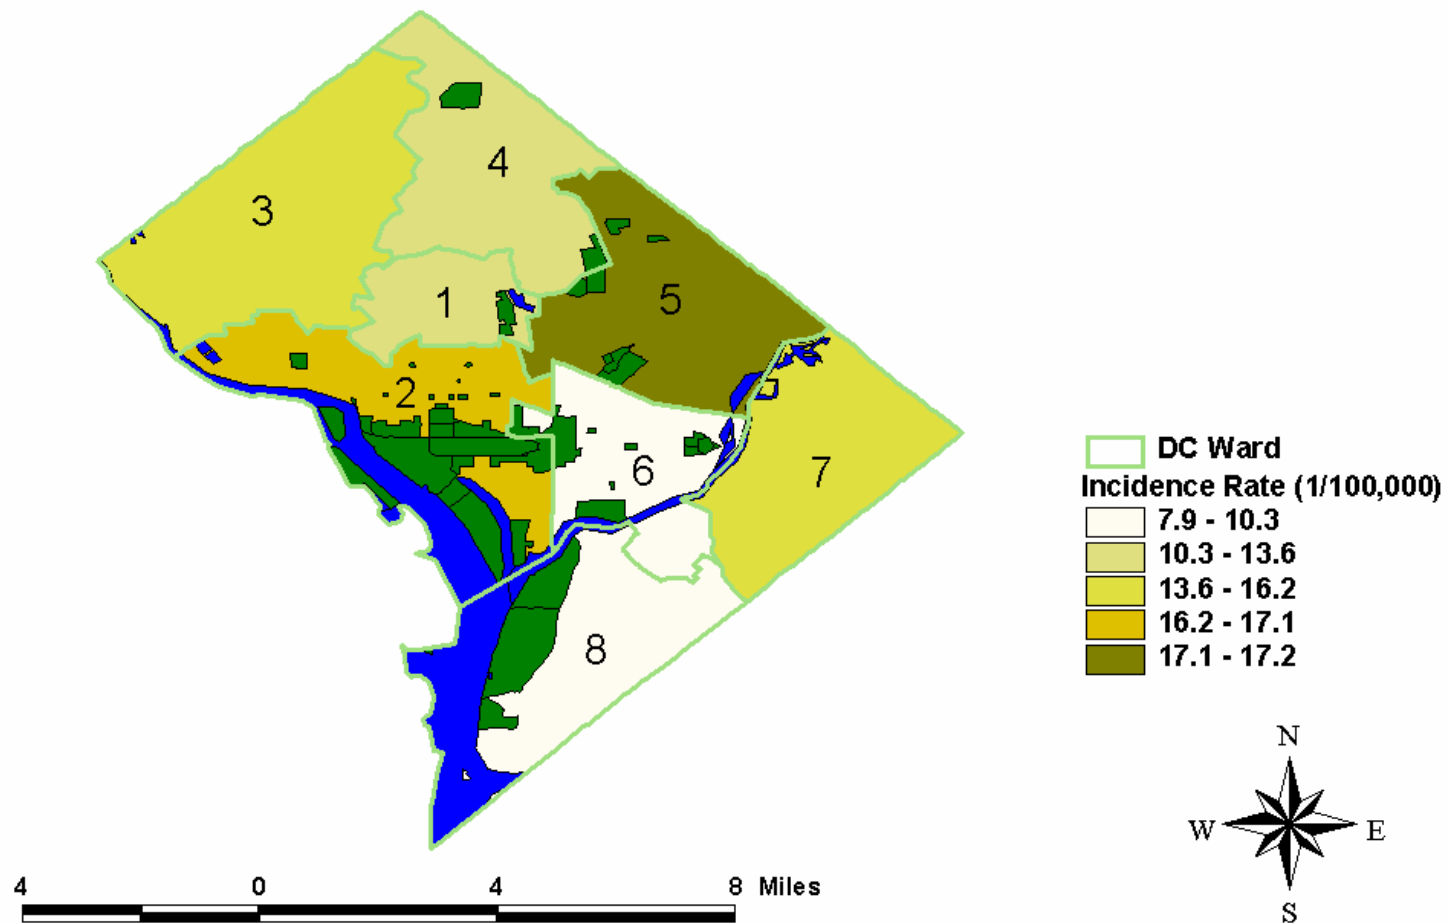 4
3
1
5
2
6
7
8
DC Ward
Incidence Rate (1/100,000)
7.9 - 10.3
10.3 - 13.6
13.6 - 16.2
16.2 - 17.1
17.1 - 17.2
N
W E
S
4 0 4 8 Miles